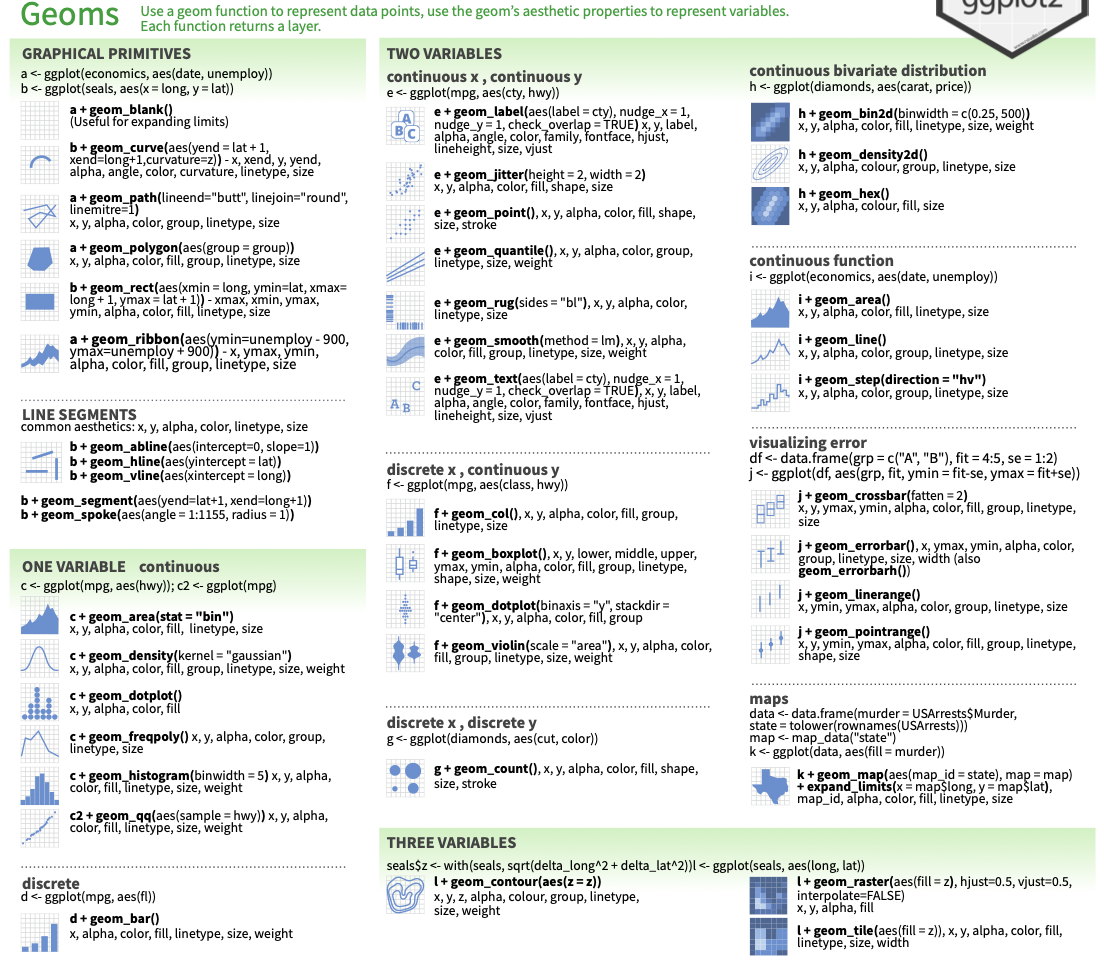 Geoms
Use a geom function to represent data points, use the geom’s aesthetic properties to represent variables.
Each function returns a layer.
ggplot2
GRAPHICAL PRIMITIVES
a <- ggplot(economics, aes(date, unemploy))
b <- ggplot(seals, aes(x = long, y = lat))
a + geom_blank()
(Useful for expanding limits)
b + geom_curve(aes(yend = lat + 1,
xend=long+1,curvature=z)) - x, xend, y, yend,
alpha, angle, color, curvature, linetype, size
a + geom_path(lineend="butt", linejoin="round",
linemitre=1)
x, y, alpha, color, group, linetype, size
a + geom_polygon(aes(group = group))
x, y, alpha, color, fill, group, linetype, size
b + geom_rect(aes(xmin = long, ymin=lat, xmax=
long + 1, ymax = lat + 1)) - xmax, xmin, ymax,
ymin, alpha, color, fill, linetype, size
a + geom_ribbon(aes(ymin=unemploy - 900,
ymax=unemploy + 900)) - x, ymax, ymin,
alpha, color, fill, group, linetype, size
LINE SEGMENTS
common aesthetics: x, y, alpha, color, linetype, size
b + geom_abline(aes(intercept=0, slope=1))
b + geom_hline(aes(yintercept = lat))
b + geom_vline(aes(xintercept = long))
b + geom_segment(aes(yend=lat+1, xend=long+1))
b + geom_spoke(aes(angle = 1:1155, radius = 1))
ONE VARIABLE continuous
c <- ggplot(mpg, aes(hwy)); c2 <- ggplot(mpg)
c + geom_area(stat = "bin")
x, y, alpha, color, fill, linetype, size
c + geom_density(kernel = "gaussian")
x, y, alpha, color, fill, group, linetype, size, weight
c + geom_dotplot()
x, y, alpha, color, fill
c + geom_freqpoly() x, y, alpha, color, group,
linetype, size
c + geom_histogram(binwidth = 5) x, y, alpha,
color, fill, linetype, size, weight
c2 + geom_qq(aes(sample = hwy)) x, y, alpha,
color, fill, linetype, size, weight
discrete
d <- ggplot(mpg, aes(fl))
d + geom_bar()
x, alpha, color, fill, linetype, size, weight
TWO VARIABLES
continuous x , continuous y
e <- ggplot(mpg, aes(cty, hwy))
A
B
C
e + geom_label(aes(label = cty), nudge_x = 1,
nudge_y = 1, check_overlap = TRUE) x, y, label,
alpha, angle, color, family, fontface, hjust,
lineheight, size, vjust
e + geom_jitter(height = 2, width = 2)
x, y, alpha, color, fill, shape, size
e + geom_point(), x, y, alpha, color, fill, shape,
size, stroke
e + geom_quantile(), x, y, alpha, color, group,
linetype, size, weight
e + geom_rug(sides = "bl"), x, y, alpha, color,
linetype, size
e + geom_smooth(method = lm), x, y, alpha,
color, fill, group, linetype, size, weight
A
B
C
e + geom_text(aes(label = cty), nudge_x = 1,
nudge_y = 1, check_overlap = TRUE), x, y, label,
alpha, angle, color, family, fontface, hjust,
lineheight, size, vjust
discrete x , continuous y
f <- ggplot(mpg, aes(class, hwy))
f + geom_col(), x, y, alpha, color, fill, group,
linetype, size
f + geom_boxplot(), x, y, lower, middle, upper,
ymax, ymin, alpha, color, fill, group, linetype,
shape, size, weight
f + geom_dotplot(binaxis = "y", stackdir =
"center"), x, y, alpha, color, fill, group
f + geom_violin(scale = "area"), x, y, alpha, color,
fill, group, linetype, size, weight
discrete x , discrete y
g <- ggplot(diamonds, aes(cut, color))
g + geom_count(), x, y, alpha, color, fill, shape,
size, stroke
continuous bivariate distribution
h <- ggplot(diamonds, aes(carat, price))
h + geom_bin2d(binwidth = c(0.25, 500))
x, y, alpha, color, fill, linetype, size, weight
h + geom_density2d()
x, y, alpha, colour, group, linetype, size
h + geom_hex()
x, y, alpha, colour, fill, size
continuous function
i <- ggplot(economics, aes(date, unemploy))
i + geom_area()
x, y, alpha, color, fill, linetype, size
i + geom_line()
x, y, alpha, color, group, linetype, size
i + geom_step(direction = "hv")
x, y, alpha, color, group, linetype, size
visualizing error
df <- data.frame(grp = c("A", "B"), fit = 4:5, se = 1:2)
j <- ggplot(df, aes(grp, fit, ymin = fit-se, ymax = fit+se))
j + geom_crossbar(fatten = 2)
x, y, ymax, ymin, alpha, color, fill, group, linetype,
size
j + geom_errorbar(), x, ymax, ymin, alpha, color,
group, linetype, size, width (also
geom_errorbarh())
j + geom_linerange()
x, ymin, ymax, alpha, color, group, linetype, size
j + geom_pointrange()
x, y, ymin, ymax, alpha, color, fill, group, linetype,
shape, size
maps
data <- data.frame(murder = USArrests$Murder,
state = tolower(rownames(USArrests)))
map <- map_data("state")
k <- ggplot(data, aes(fill = murder))
k + geom_map(aes(map_id = state), map = map)
+ expand_limits(x = map$long, y = map$lat),
map_id, alpha, color, fill, linetype, size
THREE VARIABLES
seals$z <- with(seals, sqrt(delta_long^2 + delta_lat^2))l <- ggplot(seals, aes(long, lat))
l + geom_contour(aes(z = z))
x, y, z, alpha, colour, group, linetype,
size, weight
l + geom_raster(aes(fill = z), hjust=0.5, vjust=0.5,
interpolate=FALSE)
x, y, alpha, fill
l + geom_tile(aes(fill = z)), x, y, alpha, color, fill,
linetype, size, width